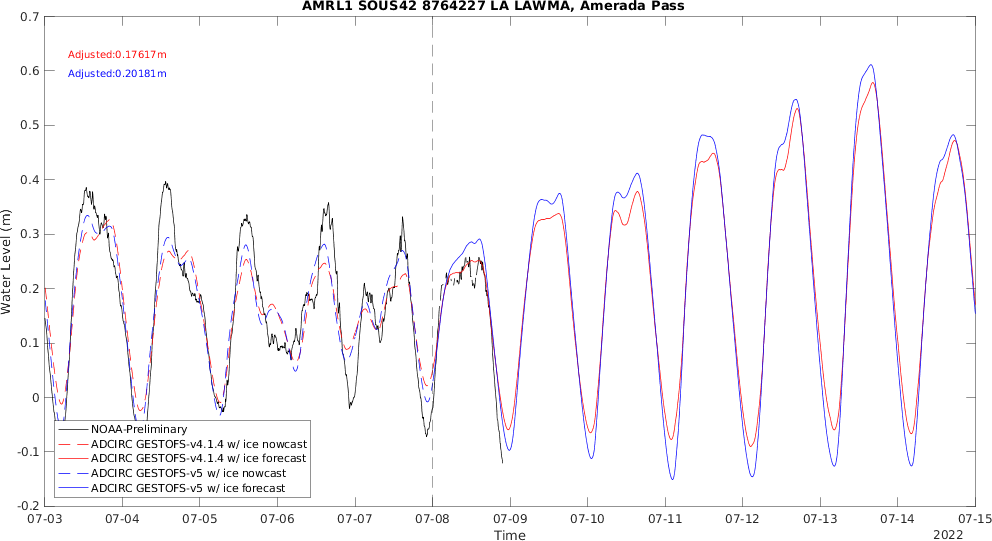 AMRL1 SOUS42 8764227 LA LAWMA, Amerada Pass
0.7
0.6
0.5
0.4
0.3
0.2
0.1
0
-0.1
-0.2
Water Level (m)
Adjusted:0.17617m
Adjusted:0.20181m
NOAA-Preliminary
ADCIRC GESTOFS-v4.1.4 w/ ice nowcast
ADCIRC GESTOFS-v4.1.4 w/ ice forecast
ADCIRC GESTOFS-v5 w/ ice nowcast
ADCIRC GESTOFS-v5 w/ ice forecast
07-03 07-04 07-05 07-06 07-07 07-08 07-09 07-10 07-11 07-12 07-13 07-14 07-15
Time
2022